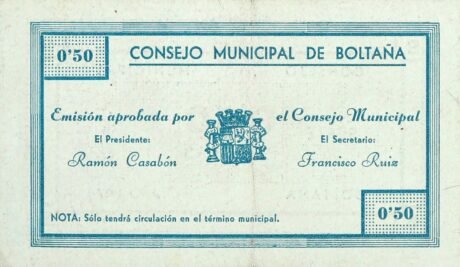 0'50
CONSEJO MUNICIPAL DE BOLTAÑA
Emisión aprobada por el Consejo Municipal
El Presidente: El Secretario:
Ramón Casabón Francisco Ruiz
NOTA: Sólo tendrá circulación en el término municipal.
0'50